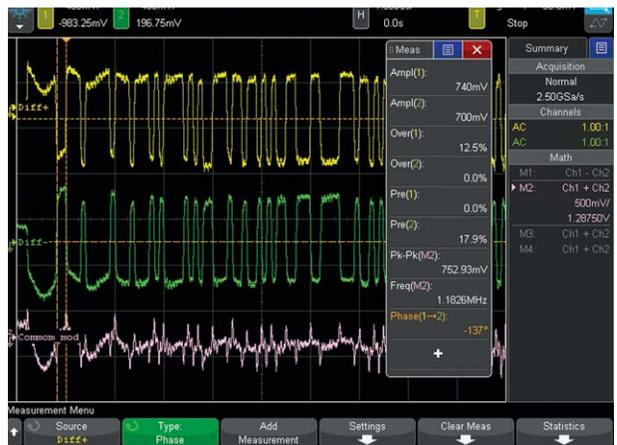 1 -983.25mV 2 196.75mV H 0.0s T Stop
Meas
Summary
Acquisition
Normal
2.50GSa/s
Channels
AC 1.00:1
AC 1.00:1
Math
M1: Ch1 - Ch2
M2: Ch1 + Ch2
500mV/
1.28750V
M3: Ch1 + Ch2
M4: Ch1 + Ch2
Ampl(1):
740mV
Ampl(2):
700mV
Over(1):
12.5%
Over(2):
0.0%
Pre(1):
0.0%
Pre(2):
17.9%
Pk-Pk(M2):
752.93mV
Freq(M2):
1.1826MHz
Phase(1→2):
-137°
+
Diff+
Diff-
Commom mod
Measurement Menu
Source
Diff+
Type:
Phase
Add
Measurement
Settings
Clear Meas
Statistics